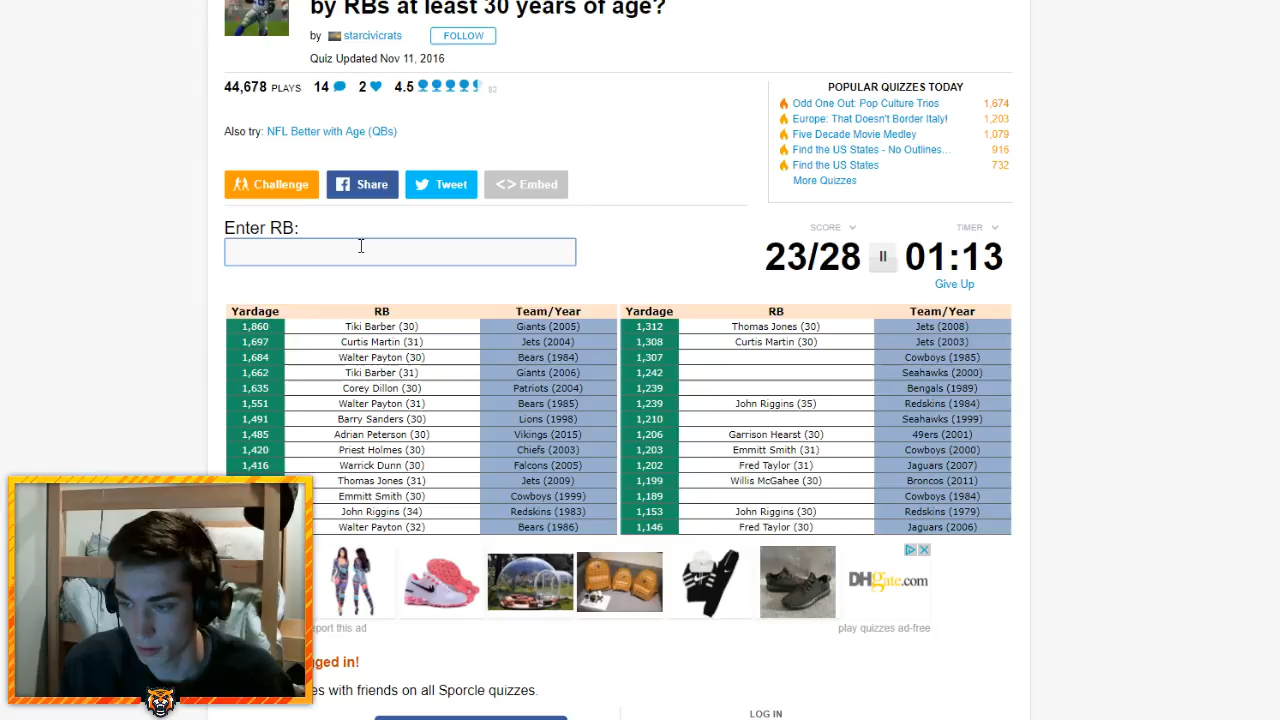 by RBs at least 30 years of age?
by starcivicrats FOLLOW
Quiz Updated Nov 11, 2016
44,678 PLAYS 14 2 4.5 82
POPULAR QUIZZES TODAY
Odd One Out: Pop Culture Trios 1,674
Europe: That Doesn't Border Italy! 1,203
Five Decade Movie Medley 1,079
Find the US States - No Outlines... 916
Find the US States 732
More Quizzes
Also try: NFL Better with Age (QBs)
Challenge Share Tweet <> Embed
Enter RB:
SCORE TIMER
23/28 01:13
Give Up
Yardage RB Team/Year Yardage RB Team/Year
1,860 Tiki Barber (30) Giants (2005) 1,312 Thomas Jones (30) Jets (2008)
1,697 Curtis Martin (31) Jets (2004) 1,308 Curtis Martin (30) Jets (2003)
1,684 Walter Payton (30) Bears (1984) 1,307 Cowboys (1985)
1,662 Tiki Barber (31) Giants (2006) 1,242 Seahawks (2000)
1,635 Corey Dillon (30) Patriots (2004) 1,239 Bengals (1989)
1,551 Walter Payton (31) Bears (1985) 1,239 John Riggins (35) Redskins (1984)
1,491 Barry Sanders (30) Lions (1998) 1,210 Seahawks (1999)
1,485 Adrian Peterson (30) Vikings (2015) 1,206 Garrison Hearst (30) 49ers (2001)
1,420 Priest Holmes (30) Chiefs (2003) 1,203 Emmitt Smith (31) Cowboys (2000)
1,416 Warrick Dunn (30) Falcons (2005) 1,202 Fred Taylor (31) Jaguars (2007)
Thomas Jones (31) Jets (2009) 1,199 Willis McGahee (30) Broncos (2011)
Emmitt Smith (30) Cowboys (1999) 1,189 Cowboys (1984)
John Riggins (34) Redskins (1983) 1,153 John Riggins (30) Redskins (1979)
Walter Payton (32) Bears (1986) 1,146 Fred Taylor (30) Jaguars (2006)
DHgate.com
port this ad play quizzes ad-free
ged in!
es with friends on all Sporcle quizzes.
LOG IN